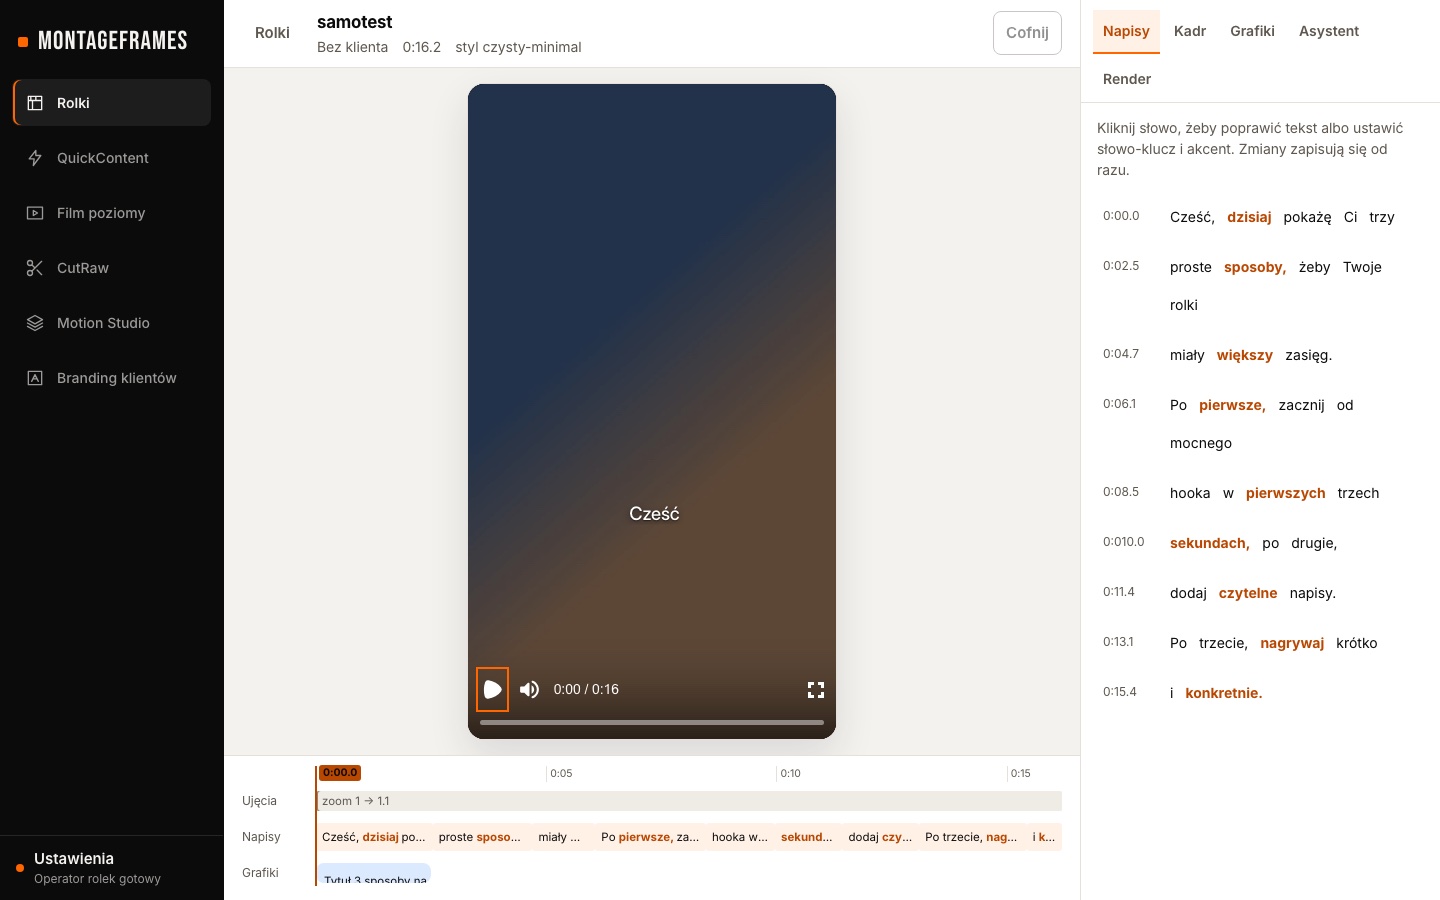 MONTAGEFRAMES
Rolki
QuickContent
Film poziomy
CutRaw
Motion Studio
Branding klientów
Ustawienia
Operator rolek gotowy
Rolki
samotest
Bez klienta 0:16.2 styl czysty-minimal
Cofnij
Cześć
0:00 / 0:16
0:00.0 0:05 0:10 0:15
Ujęcia zoom 1 → 1.1
Napisy Cześć, dzisiaj po... proste sposo... miały ... Po pierwsze, za... hooka w... sekund... dodaj czy... Po trzecie, nag... i k...
Grafiki Tytuł 3 sposoby na
Napisy Kadr Grafiki Asystent
Render
Kliknij słowo, żeby poprawić tekst albo ustawić
słowo-klucz i akcent. Zmiany zapisują się od
razu.
0:00.0 Cześć, dzisiaj pokażę Ci trzy
0:02.5 proste sposoby, żeby Twoje
rolki
0:04.7 miały większy zasięg.
0:06.1 Po pierwsze, zacznij od
mocnego
0:08.5 hooka w pierwszych trzech
0:010.0 sekundach, po drugie,
0:11.4 dodaj czytelne napisy.
0:13.1 Po trzecie, nagrywaj krótko
0:15.4 i konkretnie.